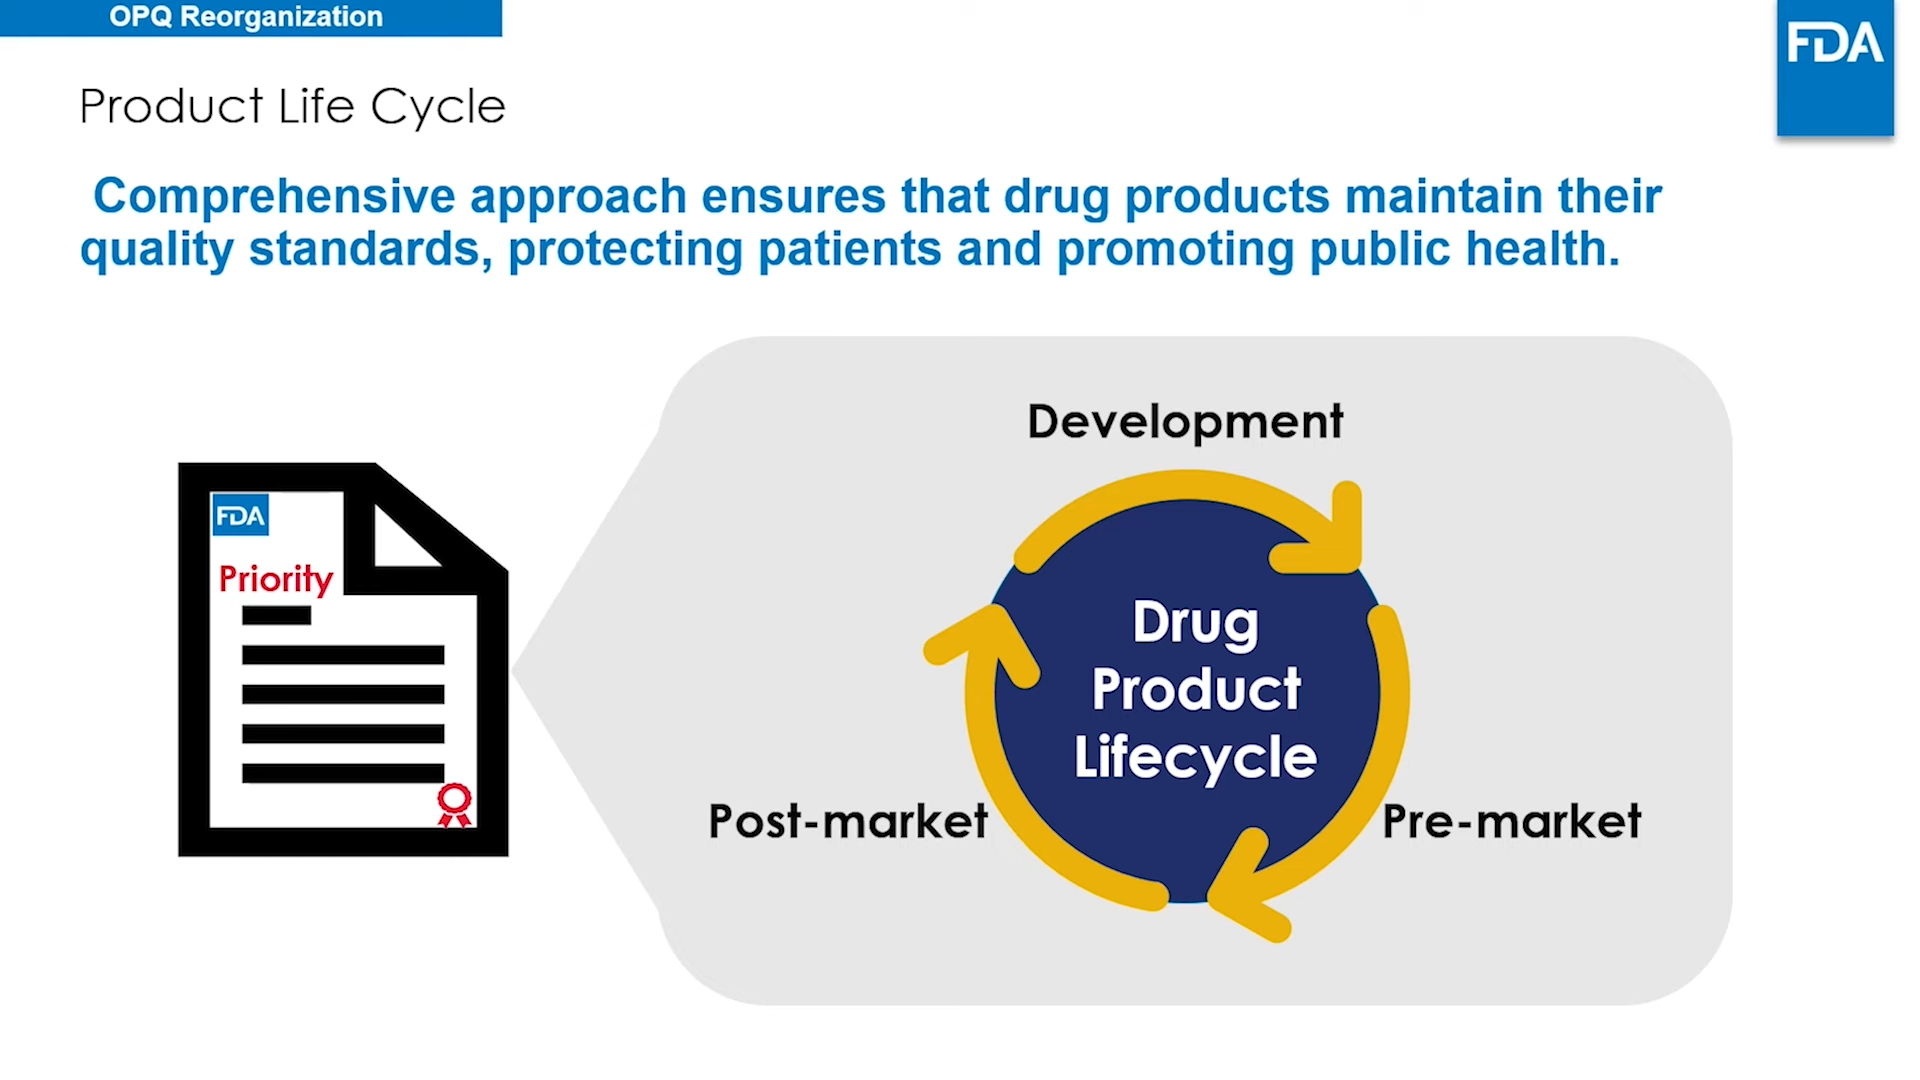 OPQ Reorganization
FDA
Product Life Cycle
Comprehensive approach ensures that drug products maintain their
quality standards, protecting patients and promoting public health.
FDA
Priority
Development
Drug
Product
Lifecycle
Post-market
Pre-market